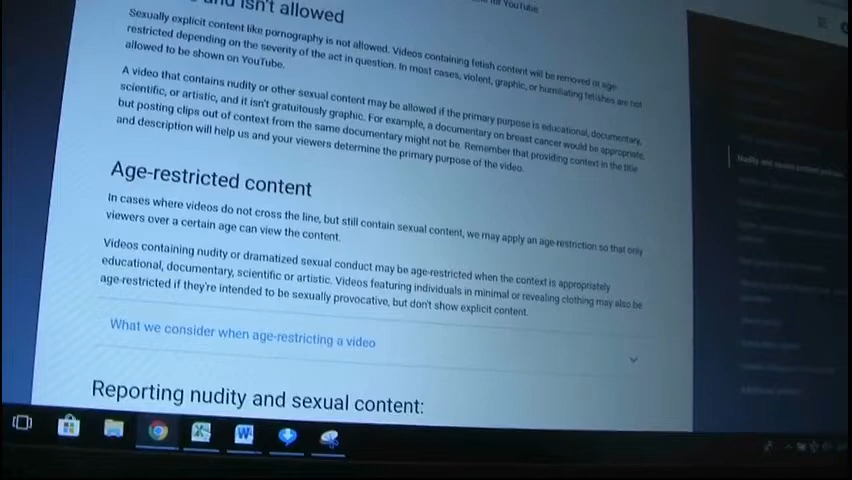 and isn't allowed
for YouTube
Sexually explicit content like pornography is not allowed. Videos containing fetish content will be removed or age-
restricted depending on the severity of the act in question. In most cases, violent, graphic, or humiliating fetishes are not
allowed to be shown on YouTube.
A video that contains nudity or other sexual content may be allowed if the primary purpose is educational, documentary,
scientific, or artistic, and it isn't gratuitously graphic. For example, a documentary on breast cancer would be appropriate,
but posting clips out of context from the same documentary might not be. Remember that providing context in the title
and description will help us and your viewers determine the primary purpose of the video.
Age-restricted content
In cases where videos do not cross the line, but still contain sexual content, we may apply an age-restriction so that only
viewers over a certain age can view the content.
Videos containing nudity or dramatized sexual conduct may be age-restricted when the context is appropriately
educational, documentary, scientific or artistic. Videos featuring individuals in minimal or revealing clothing may also be
age-restricted if they're intended to be sexually provocative, but don't show explicit content.
What we consider when age-restricting a video
Reporting nudity and sexual content:
Nudity and sexual content policies